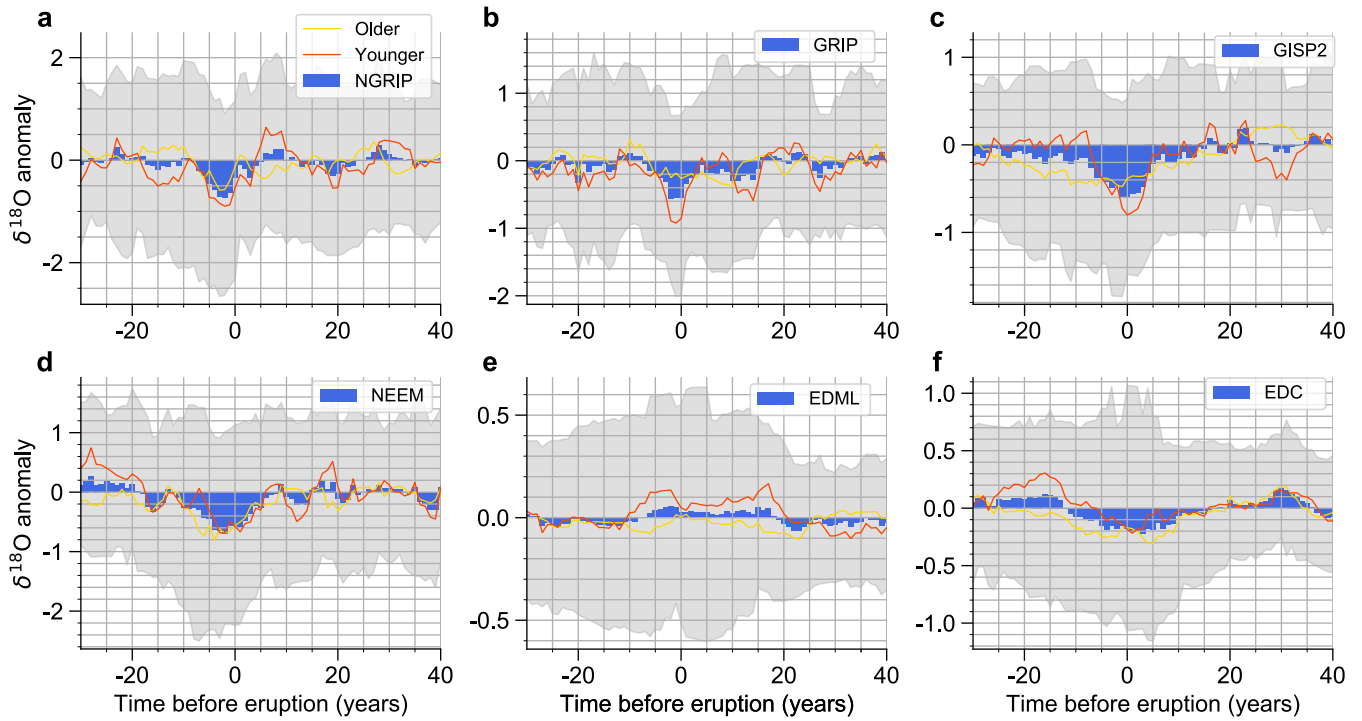 a
Older
Younger
NGRIP
δ18O anomaly
2
0
-2
-20
0
20
40
b
GRIP
1
0
-1
-2
-20
0
20
40
c
GISP2
1
0
-1
-20
0
20
40
d
NEEM
δ18O anomaly
1
0
-1
-2
-20
0
20
40
Time before eruption (years)
e
EDML
0.5
0.0
-0.5
-20
0
20
40
Time before eruption (years)
f
EDC
1.0
0.5
0.0
-0.5
-1.0
-20
0
20
40
Time before eruption (years)